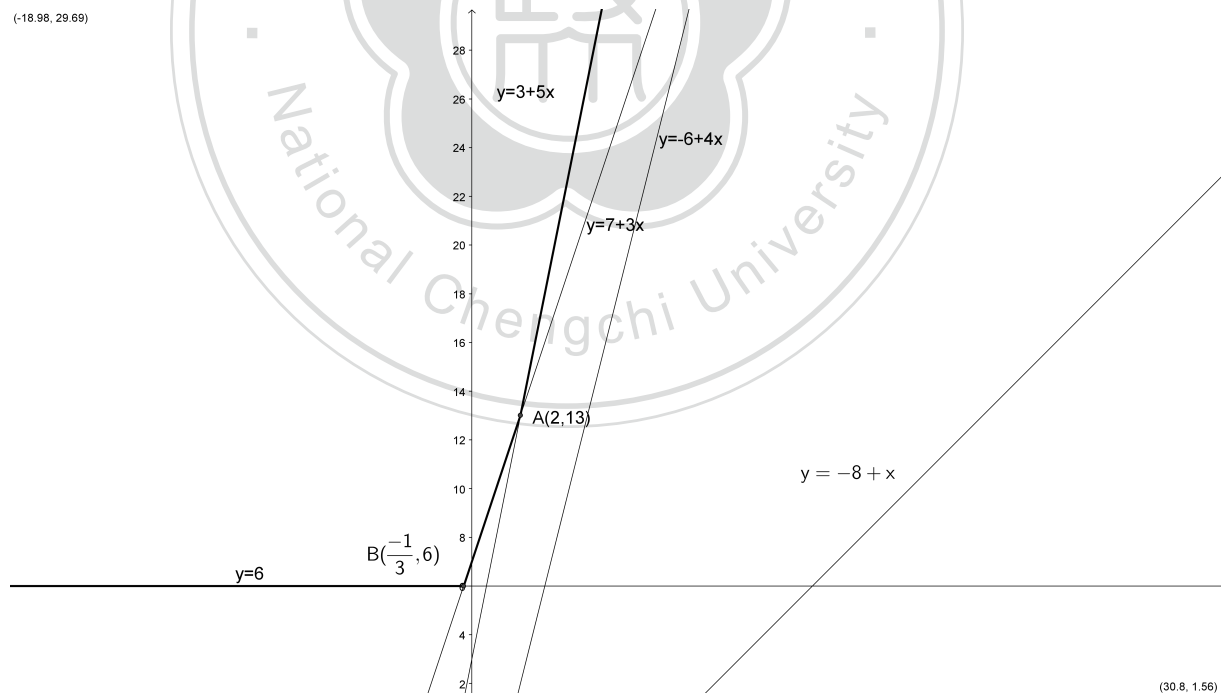 (-18.98, 29.69)
28
y=3+5x
26
y=-6+4x
24
22
y=7+3x
20
18
16
14
A(2,13)
12
y = −8 + x
10
8
B(\frac{-1}{3},6)
y=6
4
2
(30.8, 1.56)
National Chengchi University